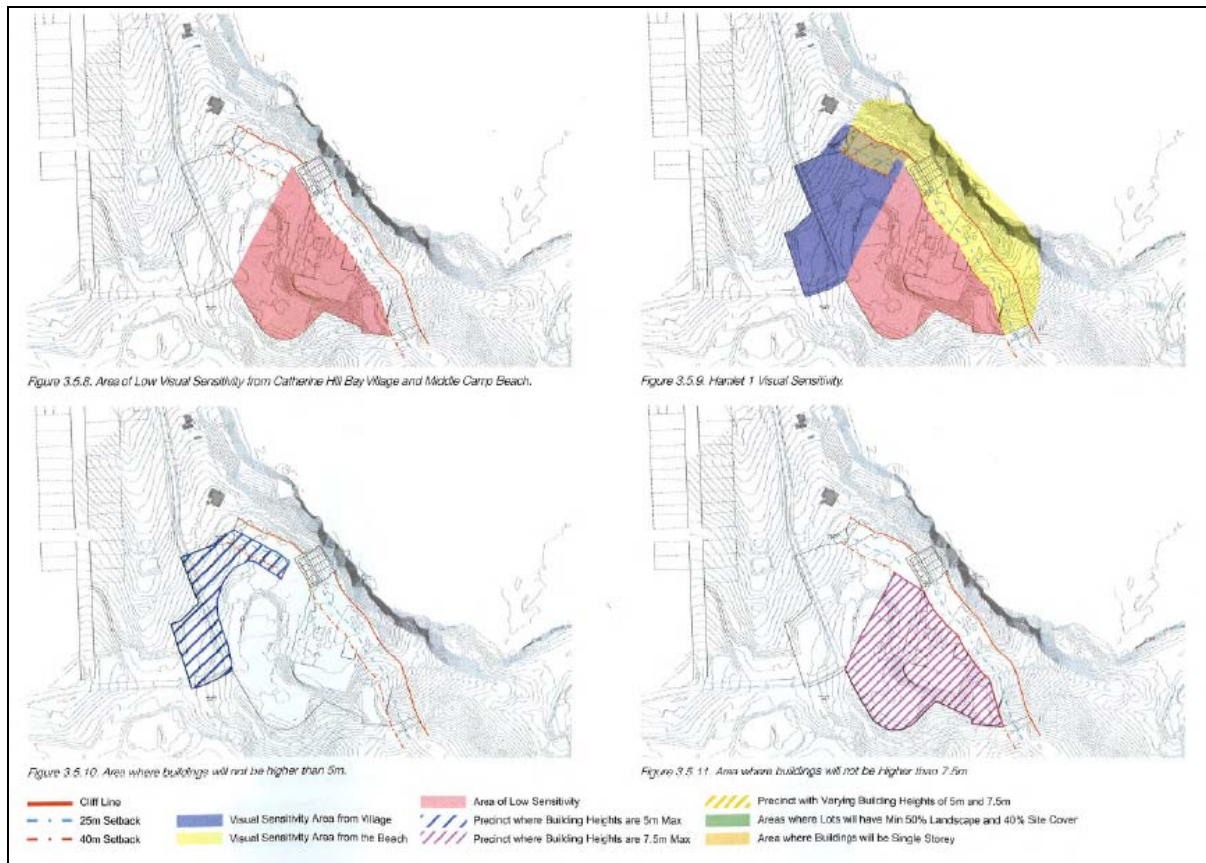 Figure 3.5.8. Area of Low Visual Sensitivity from Catherine Hill Bay Village and Middle Camp Beach.
Figure 3.5.9. Hamlet 1 Visual Sensitivity.
Figure 3.5.10. Area where buildings will not be higher than 5m.
Figure 3.5.11. Area where buildings will not be Higher than 7.5m
Cliff Line
25m Setback
40m Setback
Visual Sensitivity Area from Village
Visual Sensitivity Area from the Beach
Area of Low Sensitivity
Precinct where Building Heights are 5m Max
Precinct where Building Heights are 7.5m Max
Precinct with Varying Building Heights of 5m and 7.5m
Areas where Lots will have Min 50% Landscape and 40% Site Cover
Area where Buildings will be Single Storey